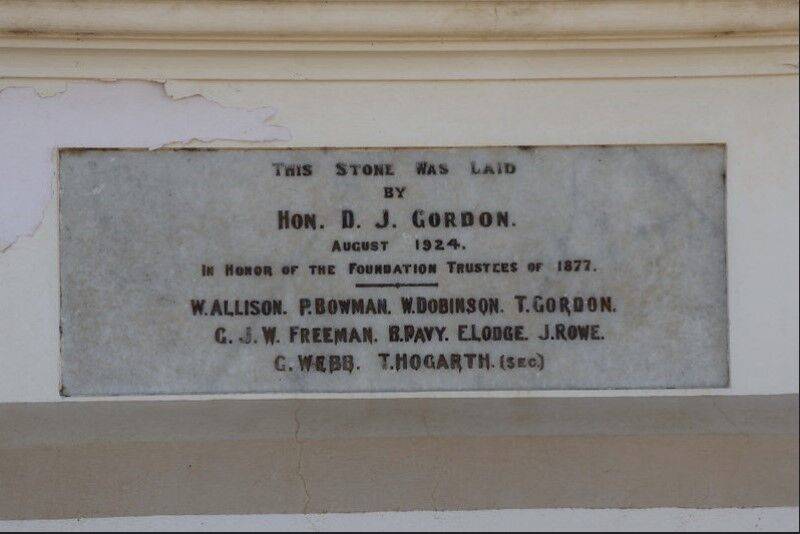 THIS STONE WAS LAID
BY
HON. D. J. GORDON.
AUGUST 1924.
IN HONOR OF THE FOUNDATION TRUSTEES OF 1877.
W. ALLISON. P. BOWMAN. W. DOBINSON. T. GORDON.
G. J. W. FREEMAN. B. PAVY. E. LODGE. J. ROWE.
G. WEBB. T. HOGARTH. (SEC.)